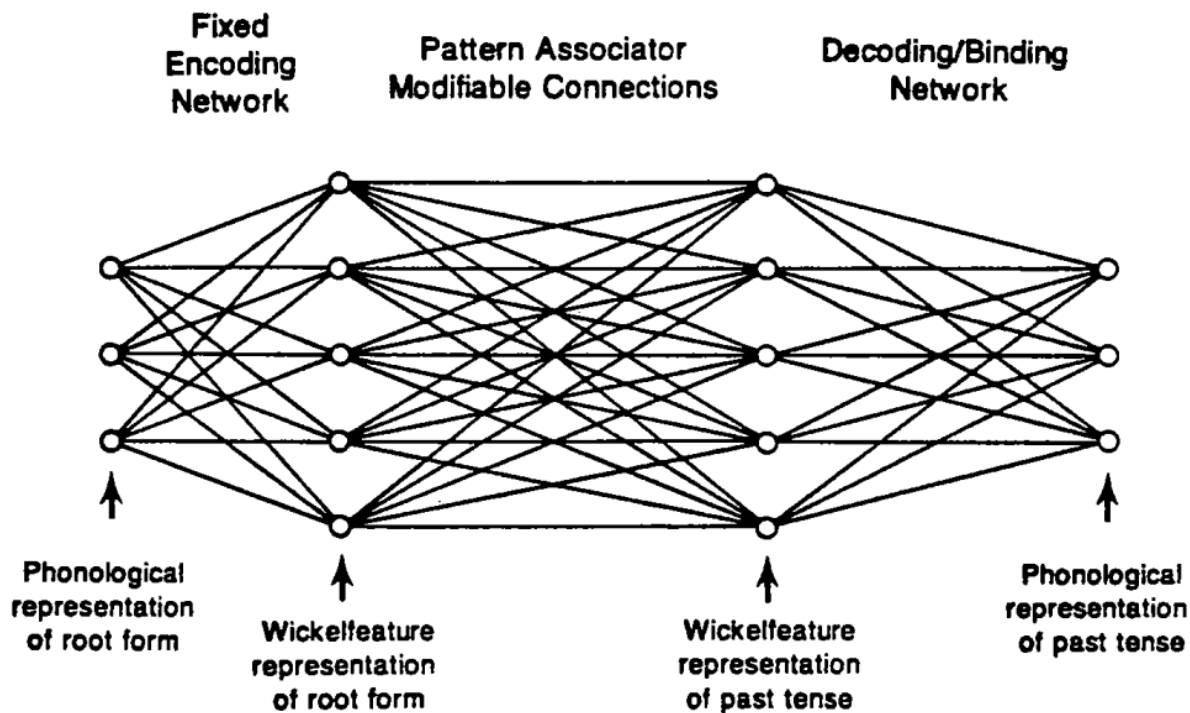 Fixed
Encoding
Network
Pattern Associator
Modifiable Connections
Decoding/Binding
Network
Phonological
representation
of root form
Wickelfeature
representation
of root form
Wickelfeature
representation
of past tense
Phonological
representation
of past tense